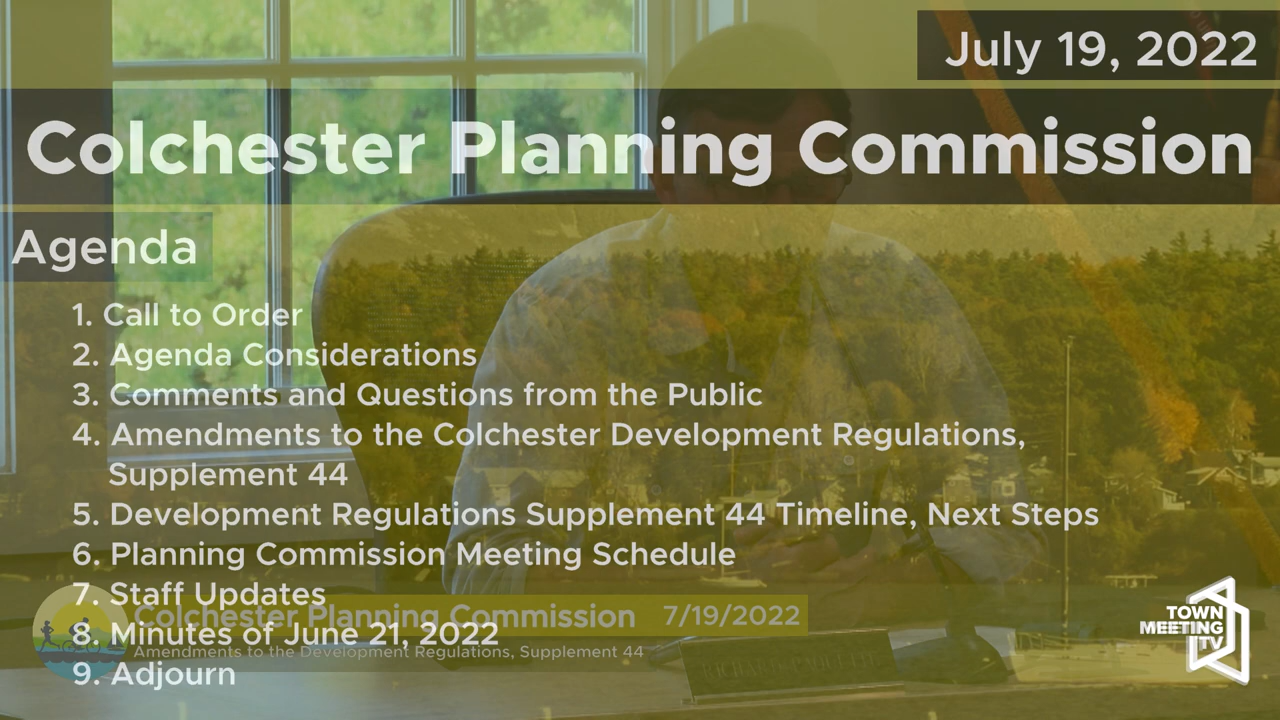 July 19, 2022
Colchester Planning Commission
Agenda
1. Call to Order
2. Agenda Considerations
3. Comments and Questions from the Public
4. Amendments to the Colchester Development Regulations,
Supplement 44
5. Development Regulations Supplement 44 Timeline, Next Steps
6. Planning Commission Meeting Schedule
7. Staff Updates
Colchester Planning Commission 7/19/2022
8. Minutes of June 21, 2022
Amendments to the Development Regulations, Supplement 44
9. Adjourn
TOWN
MEETING
TV